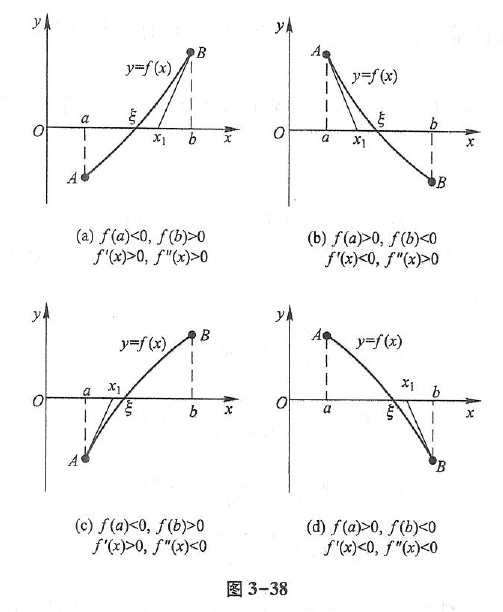 y
B
y=f(x)
a
ξ
O
x₁
b
x
A
(a) f(a)<0, f(b)>0
f′(x)>0, f″(x)>0
y
A
y=f(x)
ξ
b
O
a
x₁
x
B
(b) f(a)>0, f(b)<0
f′(x)<0, f″(x)>0
y
B
y=f(x)
a
x₁
O
ξ
b
x
A
(c) f(a)<0, f(b)>0
f′(x)>0, f″(x)<0
y
A
y=f(x)
x₁
b
O
a
ξ
x
B
(d) f(a)>0, f(b)<0
f′(x)<0, f″(x)<0
图 3-38